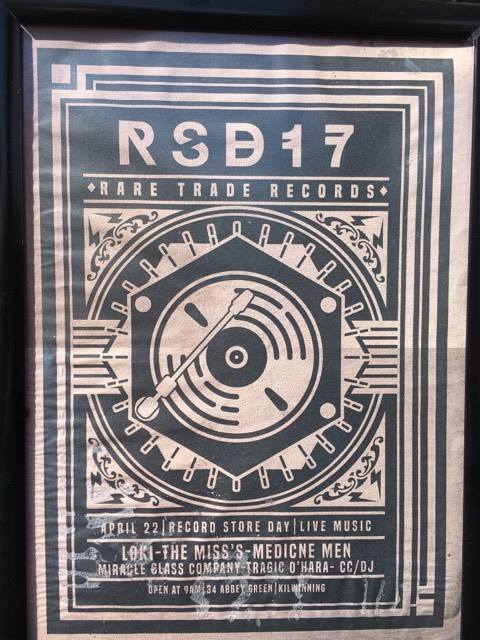 RSD17
RARE TRADE RECORDS
APRIL 22|RECORD STORE DAY|LIVE MUSIC
LOKI-THE MISS'S-MEDICNE MEN
MIRACLE GLASS COMPANY-TRAGIC O'HARA- CC/DJ
OPEN AT 9AM|34 ABBEY GREEN|KILWINNING